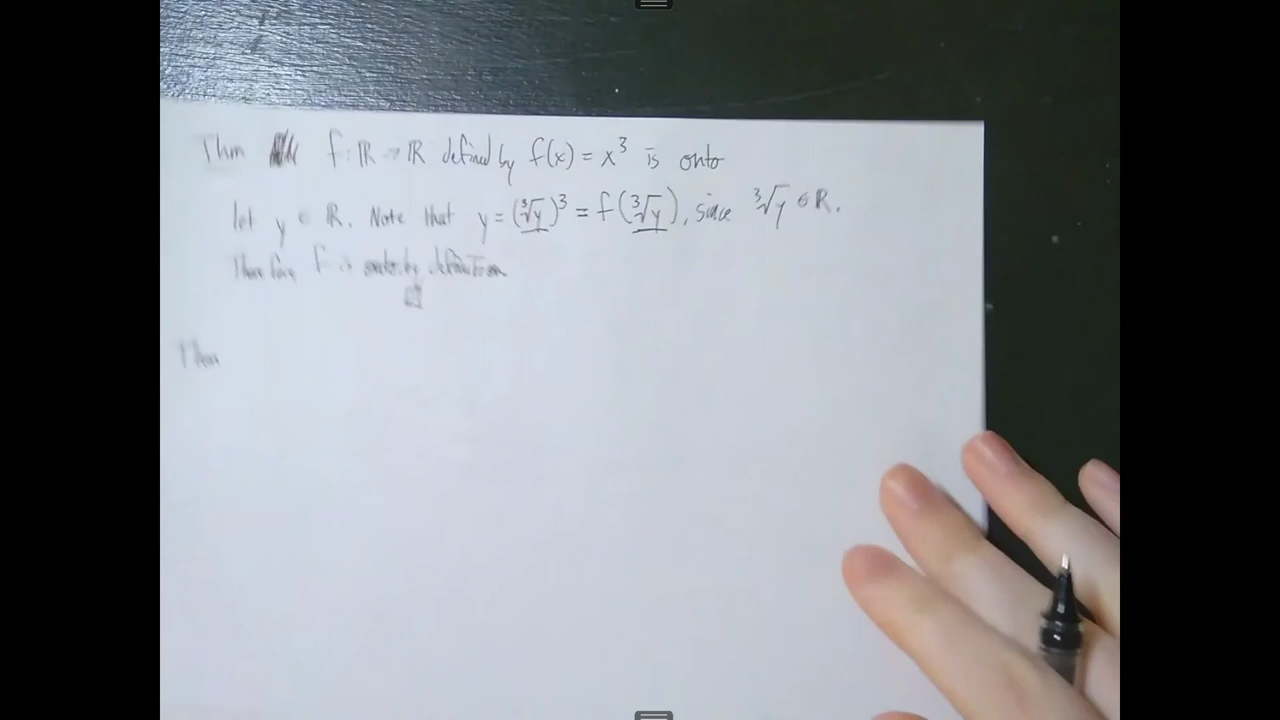 Thm f: ℝ → ℝ defined by f(x) = x³ is onto
let y ∈ ℝ. Note that y = (∛y)³ = f(∛y), since ∛y ∈ ℝ.
Therefore f is onto by definition
□
Thm